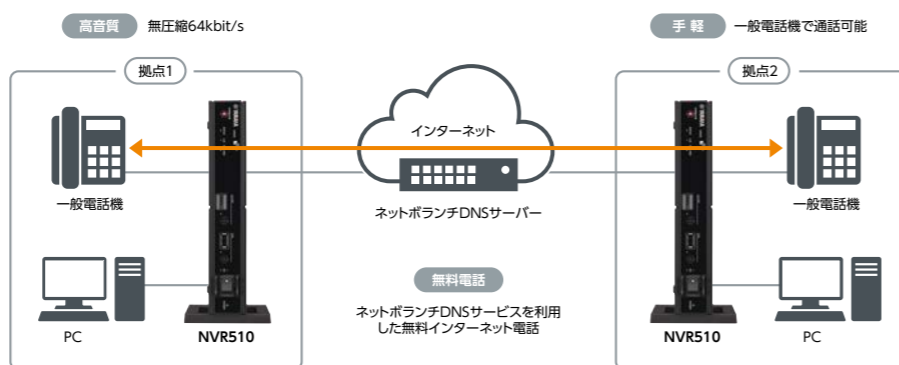 高音質 無圧縮64kbit/s
手軽 一般電話機で通話可能
拠点1
拠点2
インターネット
一般電話機
ネットボランチDNSサーバー
一般電話機
無料電話
ネットボランチDNSサービスを利用
した無料インターネット電話
PC
NVR510
NVR510
PC
YAMAHA
YAMAHA